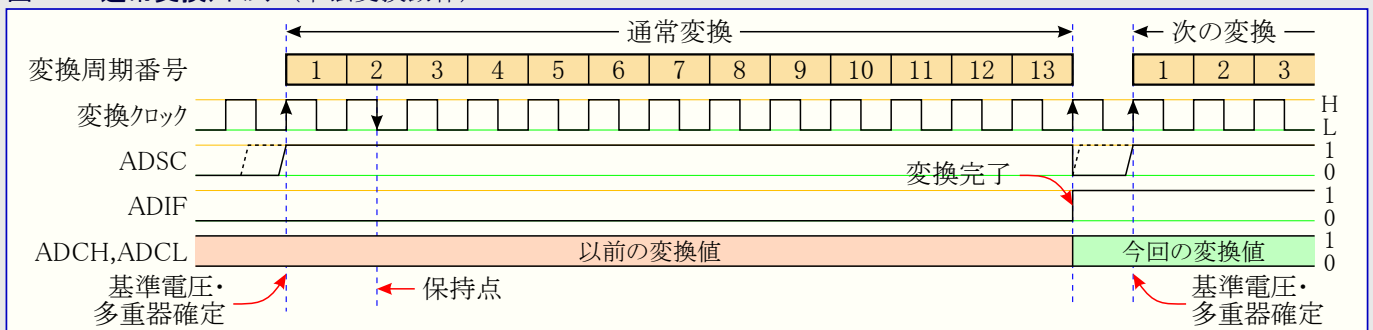 通常変換
次の変換
変換周期番号 1 2 3 4 5 6 7 8 9 10 11 12 13 1 2 3
変換クロック H
L
ADSC 1
0
変換完了
ADIF 1
0
ADCH,ADCL 以前の変換値 今回の変換値 1
0
基準電圧・
多重器確定
保持点
基準電圧・
多重器確定